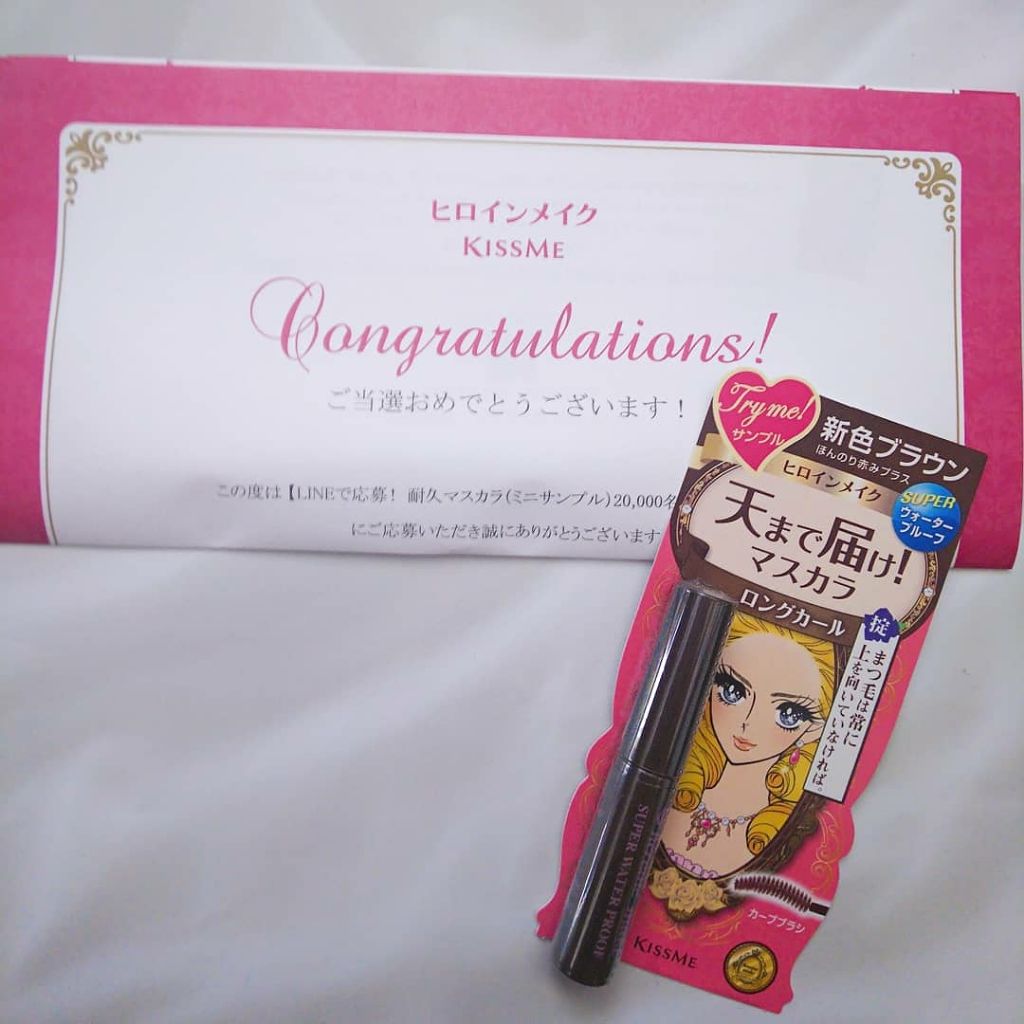 ヒロインメイク
KISSME
Congratulations!
ご当選おめでとうございます!
この度は【LINEで応募! 耐久マスカラ(ミニサンプル)20,000名
にご応募いただき誠にありがとうございます
Try me!
サンプル
新色ブラウン
ほんのり赤みプラス
ヒロインメイク
SUPER
ウォーター
プルーフ
天まで届け!
マスカラ
ロングカール
掟
まつ毛は常に
上を向いていなければ。
SUPER WATER PROOF
カーブブラシ
KISSME